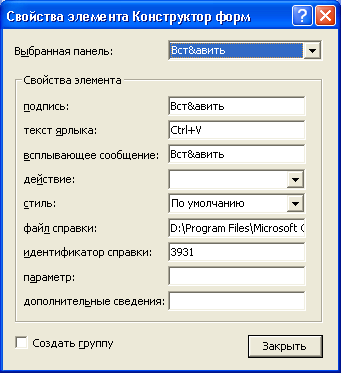 Свойства элемента Конструктор форм
Выбранная панель: Вст&авить
Свойства элемента
подпись: Вст&авить
текст ярлыка: Ctrl+V
всплывающее сообщение: Вст&авить
действие:
стиль: По умолчанию
файл справки: D:\Program Files\Microsoft
идентификатор справки: 3931
параметр:
дополнительные сведения:
Создать группу
Закрыть